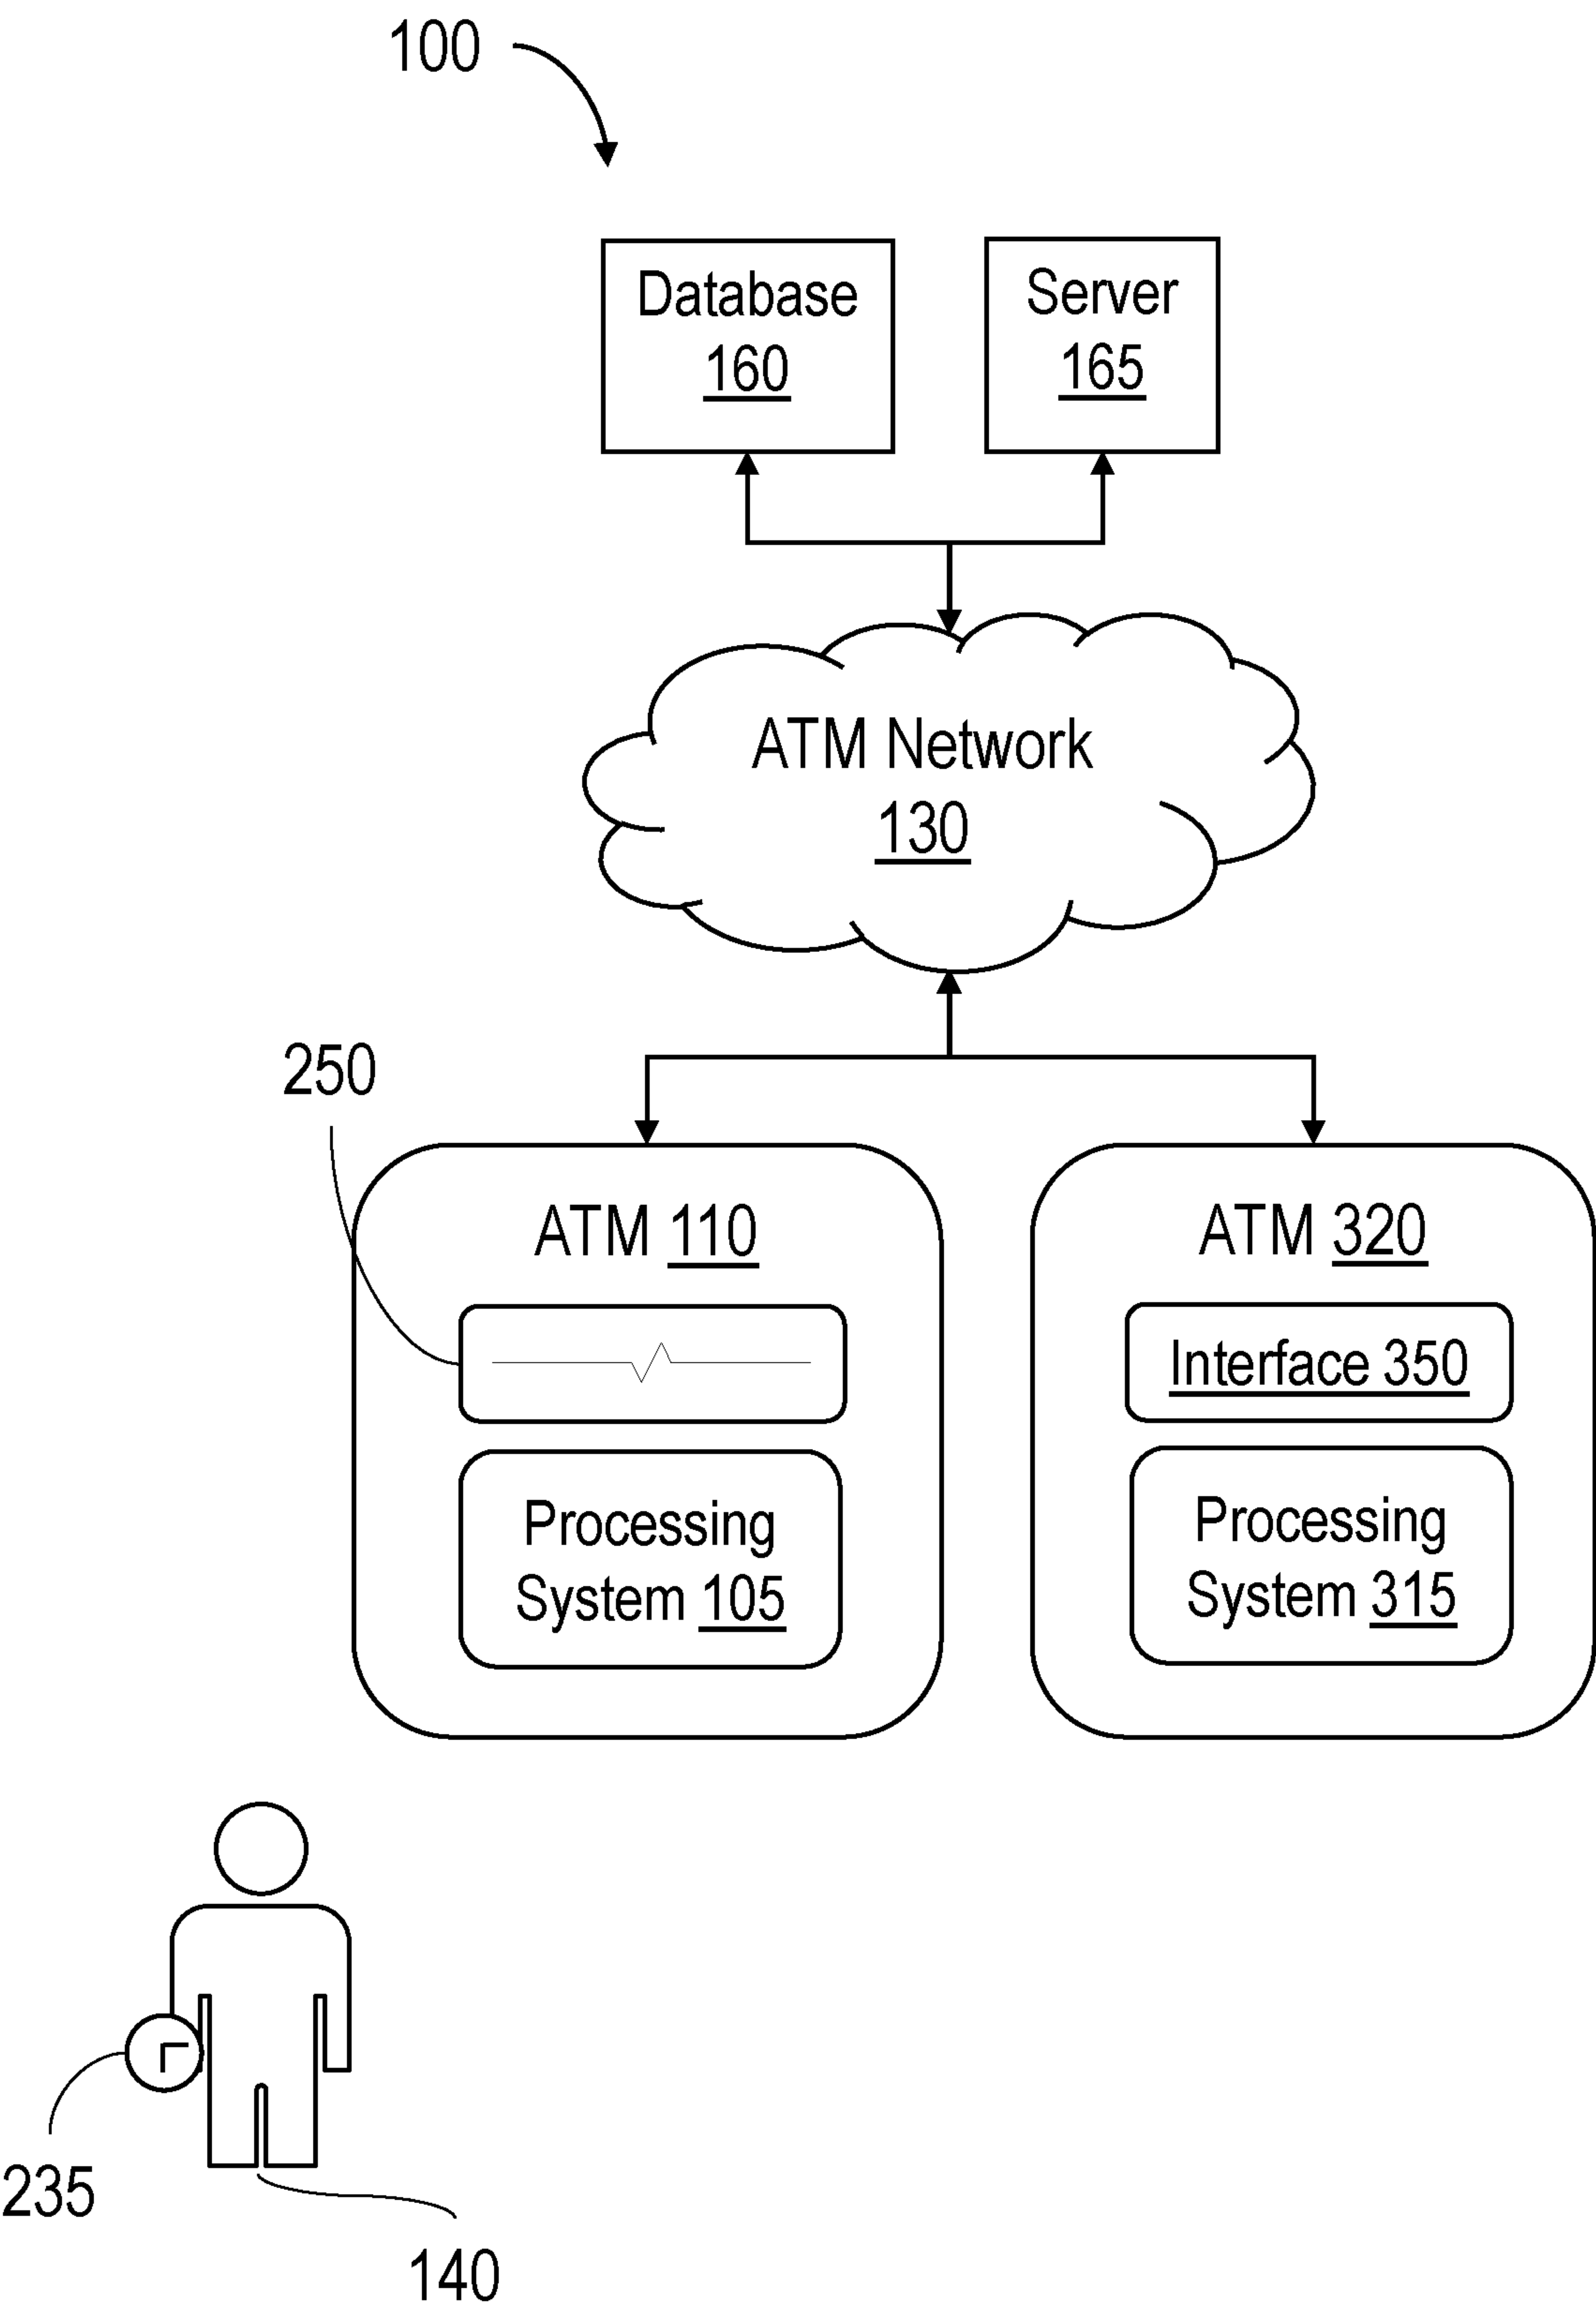 100
Database
160
Server
165
ATM Network
130
250
ATM 110
Processing
System 105
ATM 320
Interface 350
Processing
System 315
235
140